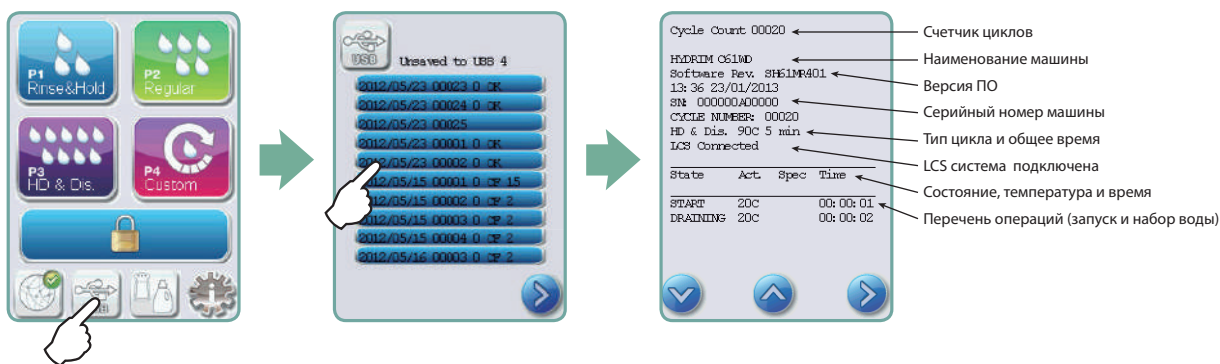 P1
Rinse&Hold
P2
Regular
P3
HD & Dis.
P4
Custom
USB
Unsaved to USB 4
2012/05/23 00023 0 OK
2012/05/23 00024 0 OK
2012/05/23 00025
2012/05/23 00001 0 OK
2012/05/23 00002 0 OK
2012/05/15 00001 0 CF 15
2012/05/15 00002 0 CF 2
2012/05/15 00003 0 CF 2
2012/05/15 00004 0 CF 2
2012/05/16 00003 0 CF 2
Cycle Count 00020
HYDRIM C61WD
Software Rev. SH61MR401
13:36 23/01/2013
SN: 000000A00000
CYCLE NUMBER: 00020
HD & Dis. 90C 5 min
LCS Connected
State Act. Spec Time
START 20C 00:00:01
DRAINING 20C 00:00:02
Счетчик циклов
Наименование машины
Версия ПО
Серийный номер машины
Тип цикла и общее время
LCS система подключена
Состояние, температура и время
Перечень операций (запуск и набор воды)